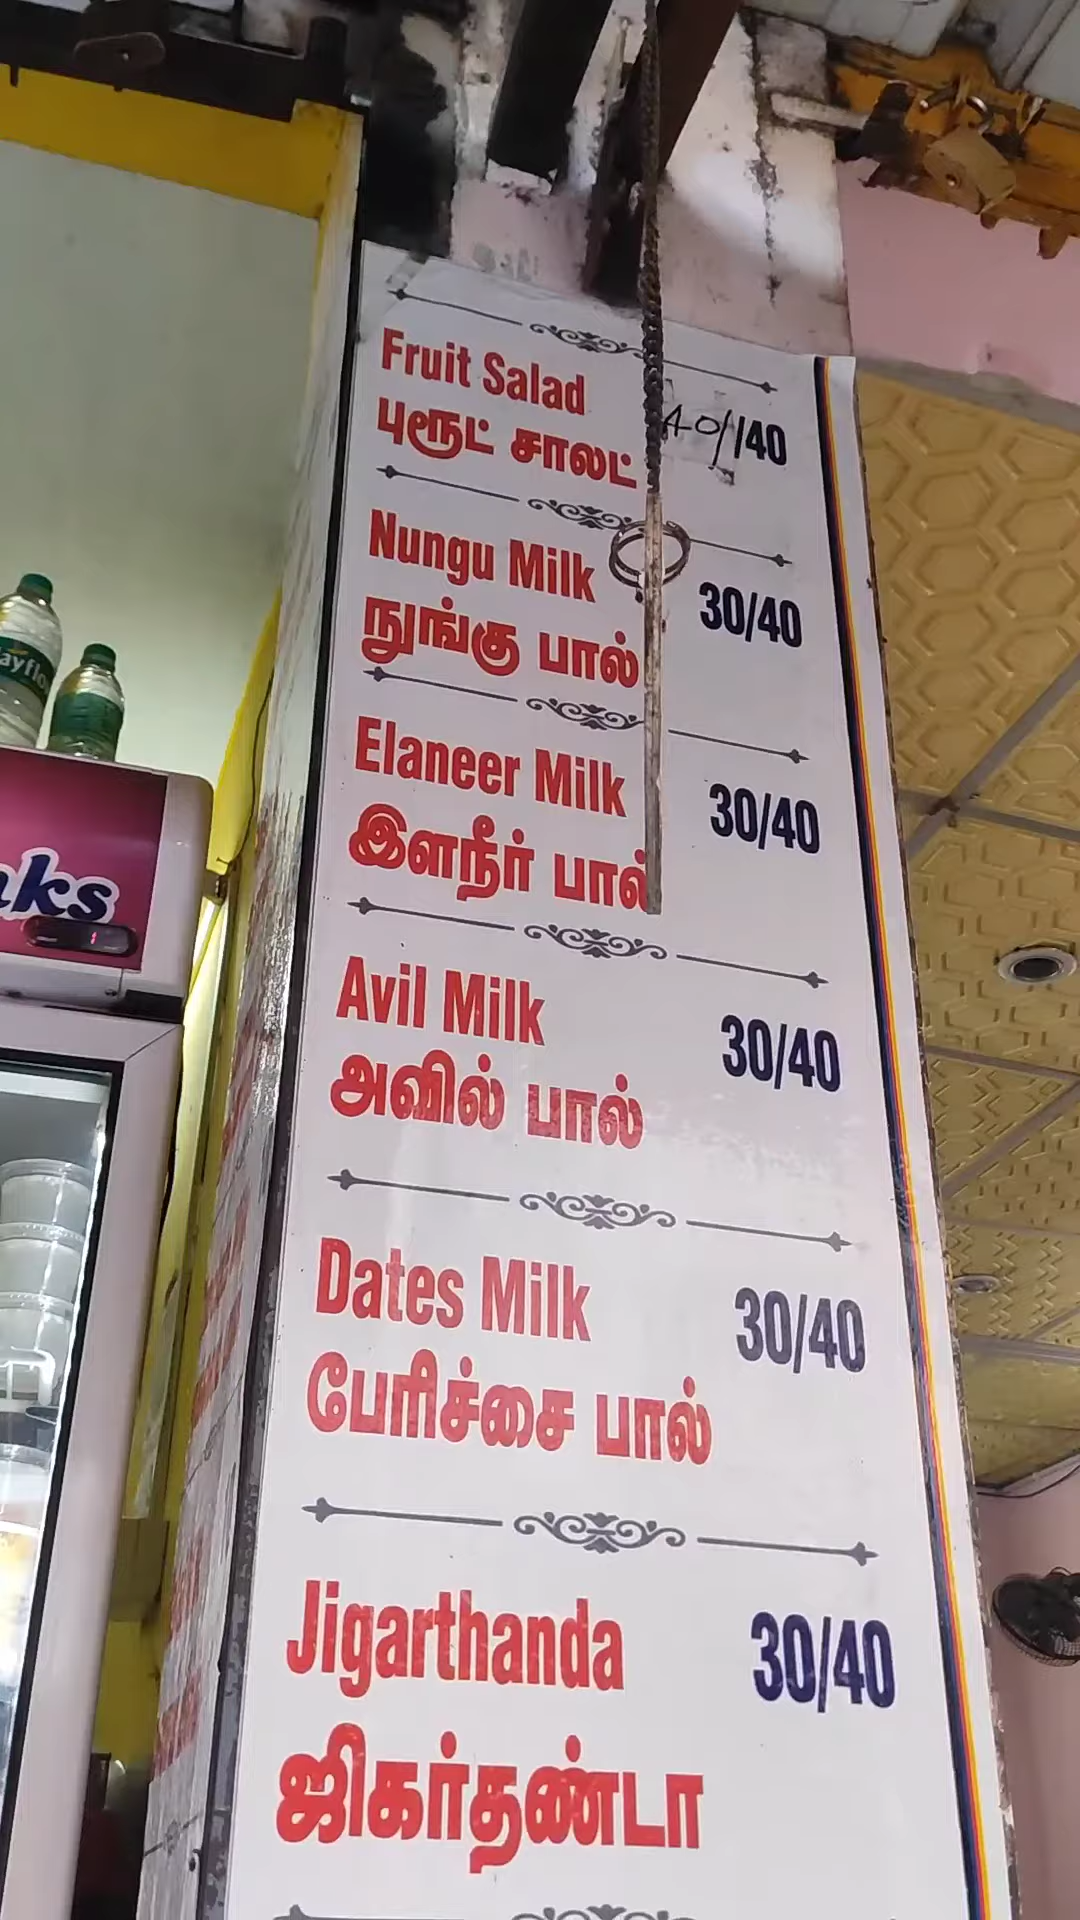 Fruit Salad
40/ /40
புரூட் சாலட்
Nungu Milk
30/40
நுங்கு பால்
Elaneer Milk
30/40
இளநீர் பால்
Avil Milk
30/40
அவில் பால்
Dates Milk
30/40
பேரிச்சை பால்
Jigarthanda
30/40
ஜிகர்தண்டா